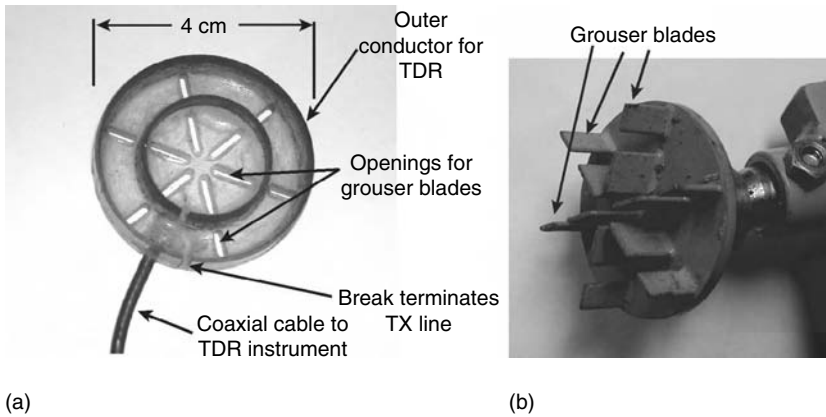 4 cm
Outer
conductor for
TDR
Openings for
grouser blades
Break terminates
TX line
Coaxial cable to
TDR instrument
(a)
Grouser blades
(b)